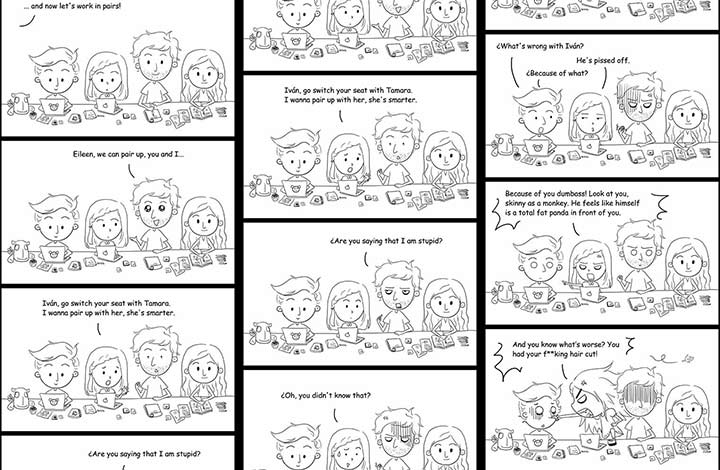 ... and now let's work in pairs!
Eileen, we can pair up, you and I...
Iván, go switch your seat with Tamara.
I wanna pair up with her, she's smarter.
¿Are you saying that I am stupid?
Iván, go switch your seat with Tamara.
I wanna pair up with her, she's smarter.
¿Are you saying that I am stupid?
¿Oh, you didn't know that?
¿What's wrong with Iván?
He's pissed off.
¿Because of what?
Because of you dumbass! Look at you,
skinny as a monkey. He feels like himself
is a total fat panda in front of you.
And you know what's worse? You
had your f**king hair cut!